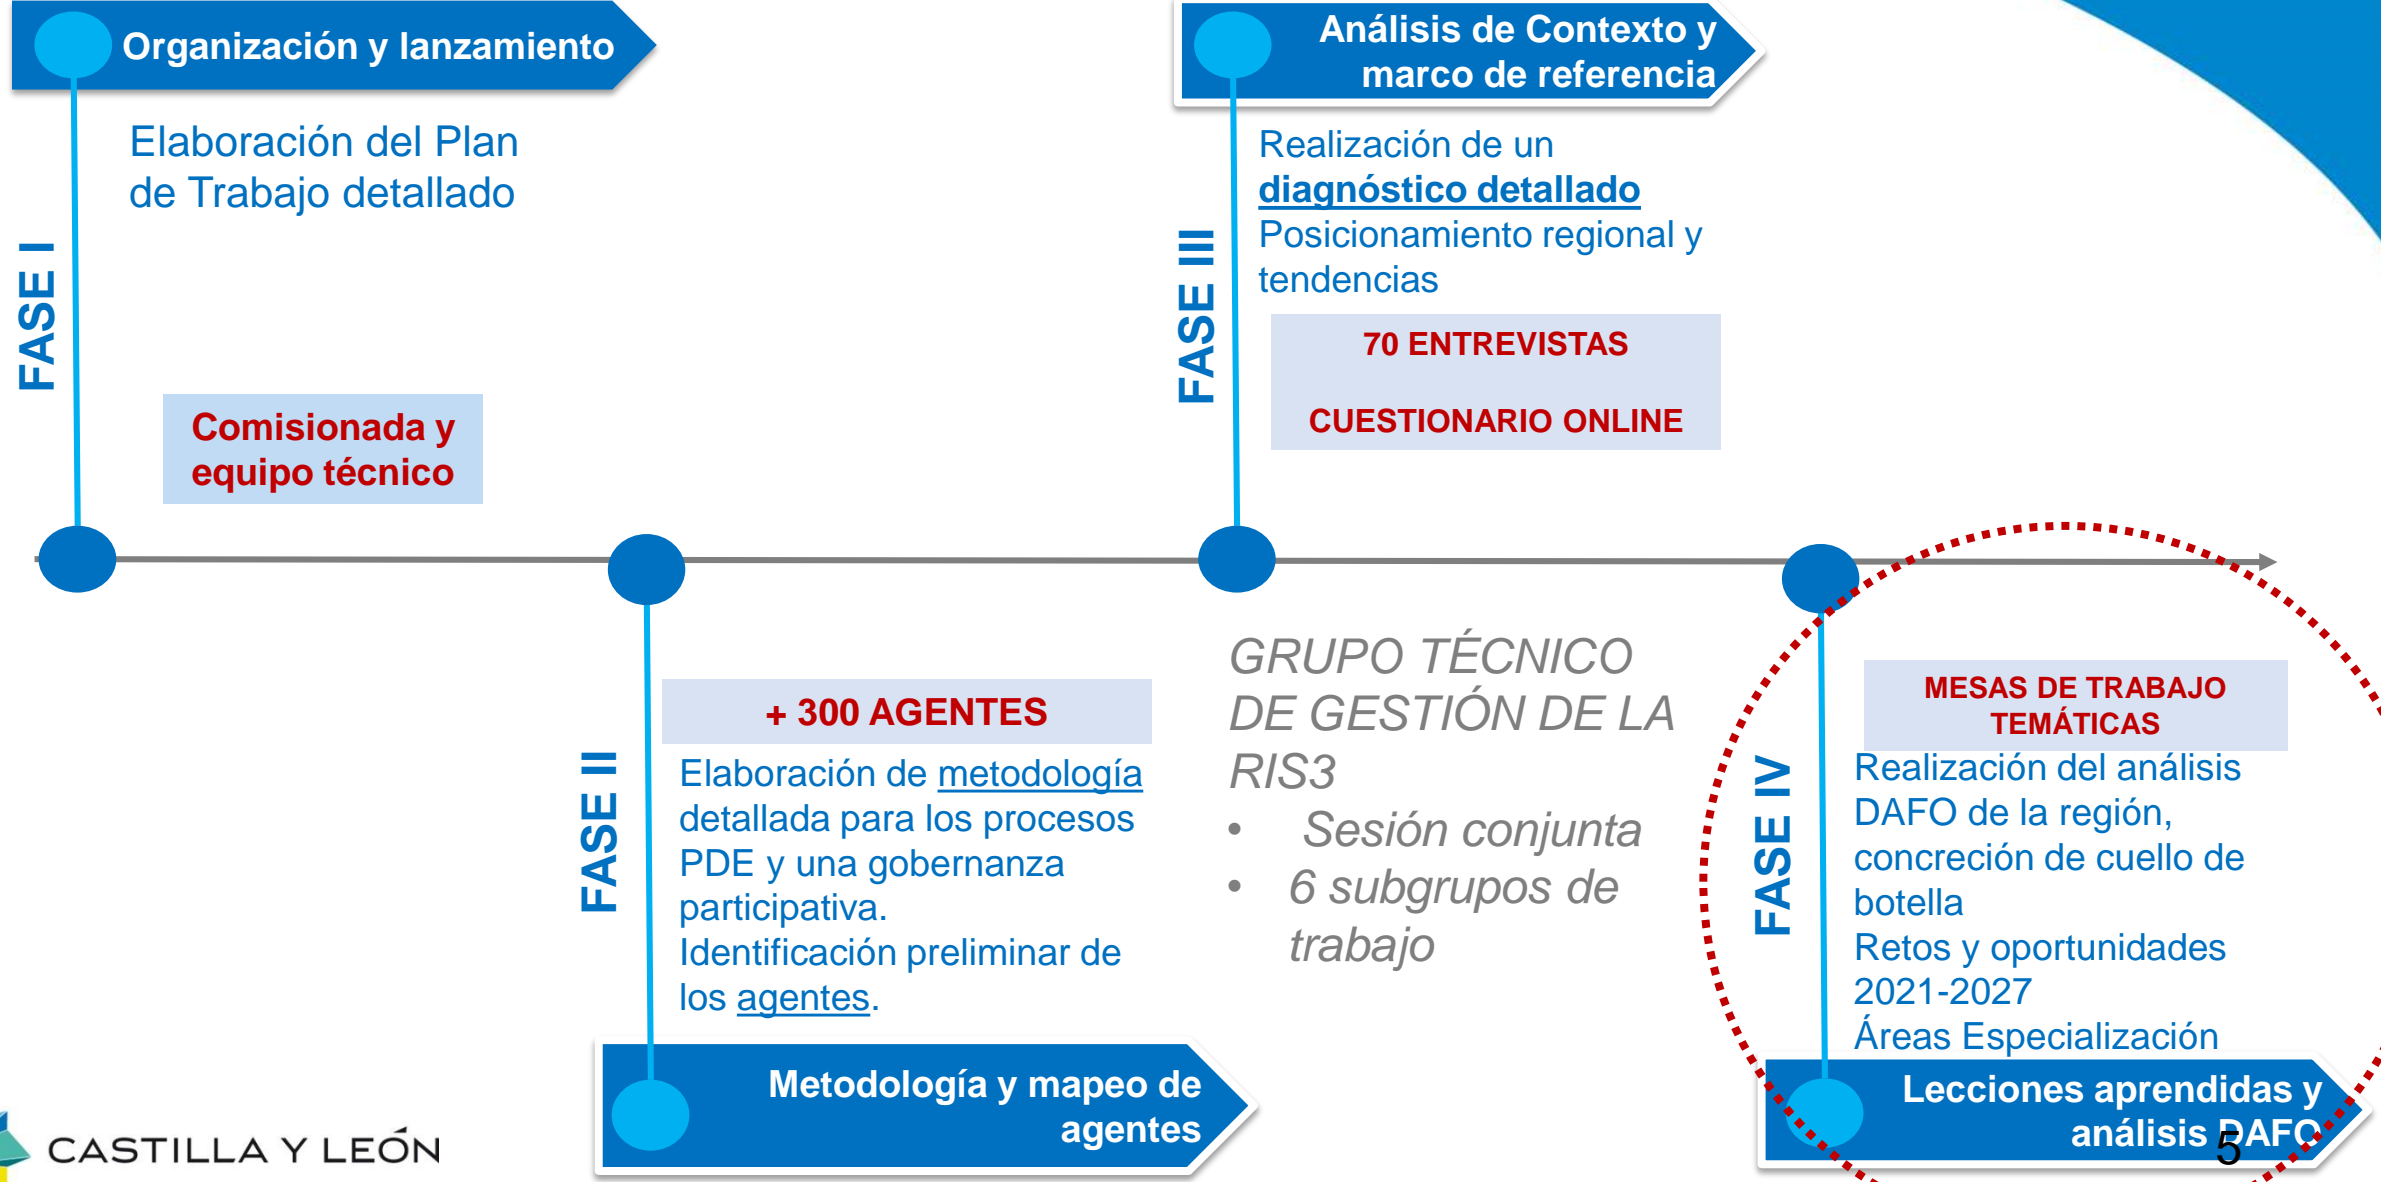 Organización y lanzamiento
Elaboración del Plan
de Trabajo detallado
FASE I
Comisionada y
equipo técnico
Análisis de Contexto y
marco de referencia
Realización de un
diagnóstico detallado
Posicionamiento regional y
tendencias
FASE III
70 ENTREVISTAS
CUESTIONARIO ONLINE
+ 300 AGENTES
FASE II
Elaboración de metodología
detallada para los procesos
PDE y una gobernanza
participativa.
Identificación preliminar de
los agentes.
Metodología y mapeo de
agentes
GRUPO TÉCNICO
DE GESTIÓN DE LA
RIS3
• Sesión conjunta
• 6 subgrupos de
trabajo
MESAS DE TRABAJO
TEMÁTICAS
FASE IV
Realización del análisis
DAFO de la región,
concreción de cuello de
botella
Retos y oportunidades
2021-2027
Áreas Especialización
Lecciones aprendidas y
análisis DAFO
5
CASTILLA Y LEÓN